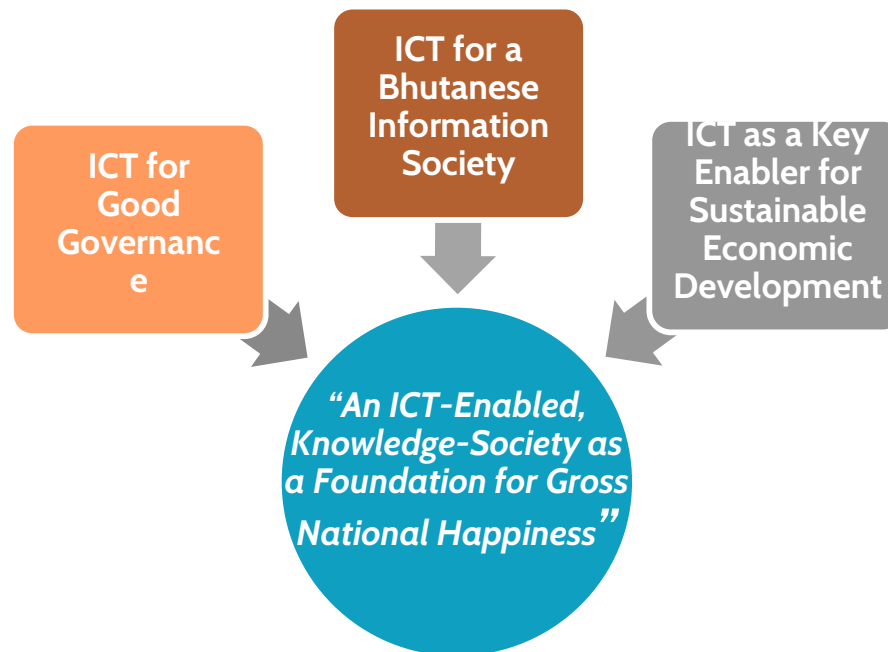 ICT for
Good
Governanc
e
ICT for a
Bhutanese
Information
Society
ICT as a Key
Enabler for
Sustainable
Economic
Development
“An ICT-Enabled,
Knowledge-Society as
a Foundation for Gross
National Happiness”